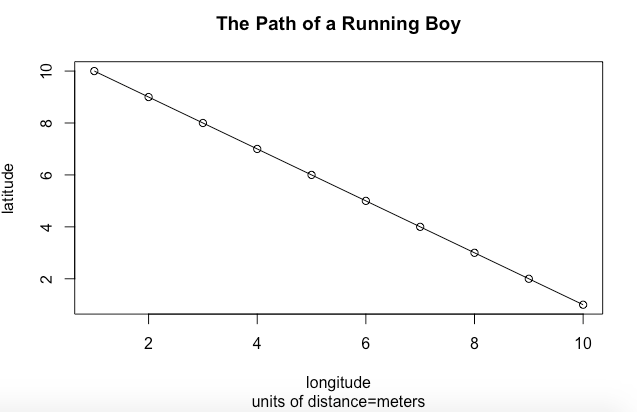 The Path of a Running Boy
latitude
10
8
6
4
2
2 4 6 8 10
longitude
units of distance=meters